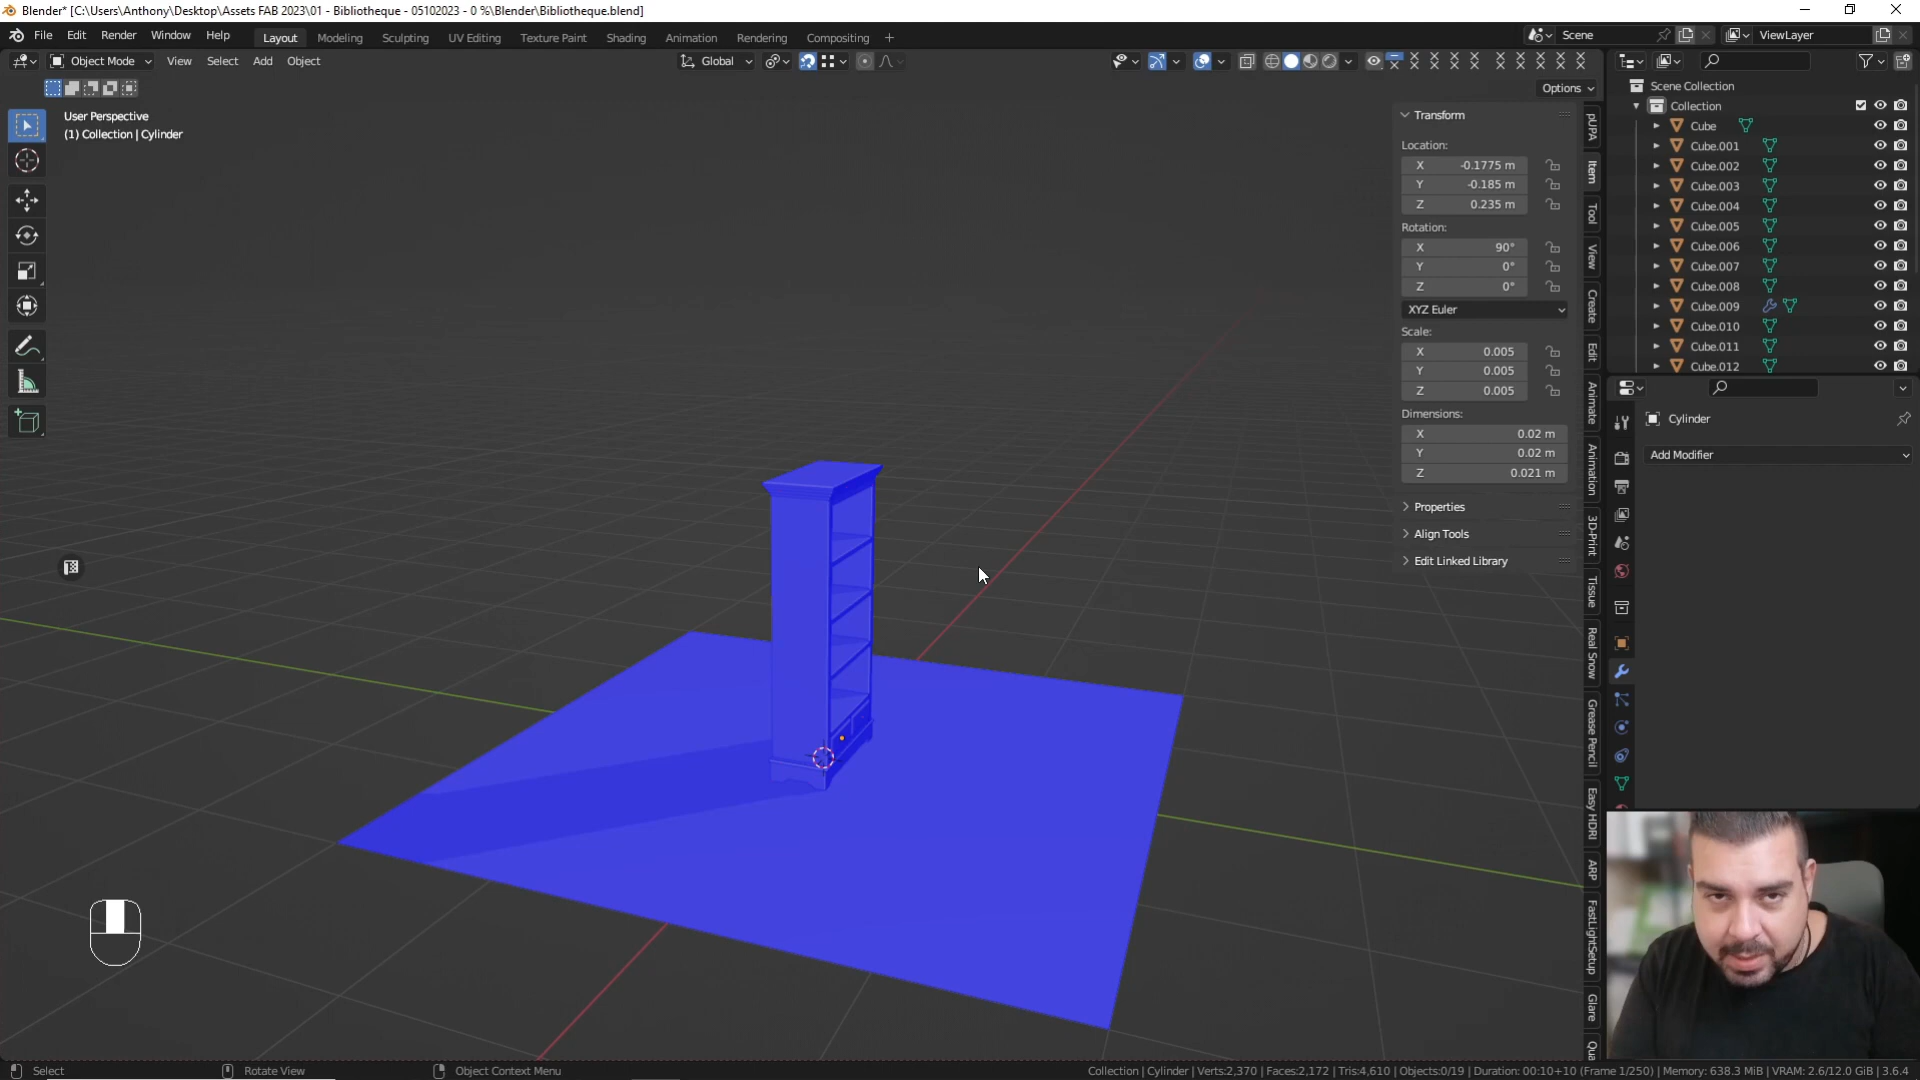 Blender* [C:\Users\Anthony\Desktop\Assets FAB 2023\01 - Bibliotheque - 05102023 - 0 %\Blender\Bibliotheque.blend]
File Edit Render Window Help Layout Modeling Sculpting UV Editing Texture Paint Shading Animation Rendering Compositing + Scene ViewLayer
Object Mode View Select Add Object Global
Options
User Perspective
(1) Collection | Cylinder
Transform
Location:
X -0.1775 m
Y -0.185 m
Z 0.235 m
Rotation:
X 90°
Y 0°
Z 0°
XYZ Euler
Scale:
X 0.005
Y 0.005
Z 0.005
Dimensions:
X 0.02 m
Y 0.02 m
Z 0.021 m
Properties
Align Tools
Edit Linked Library
pUPA
Item
Tool
View
Create
Edit
Animate
Animation
3D-Print
Tissue
Real Snow
Grease Pencil
Easy HDRI
ARP
FastLightSetup
Glare
Qua
Scene Collection
Collection
Cube
Cube.001
Cube.002
Cube.003
Cube.004
Cube.005
Cube.006
Cube.007
Cube.008
Cube.009
Cube.010
Cube.011
Cube.012
Cylinder
Add Modifier
Select Rotate View Object Context Menu Collection | Cylinder | Verts:2,370 | Faces:2,172 | Tris:4,610 | Objects:0/19 | Duration: 00:10+10 (Frame 1/250) | Memory: 638.3 MiB | VRAM: 2.6/12.0 GiB | 3.6.4